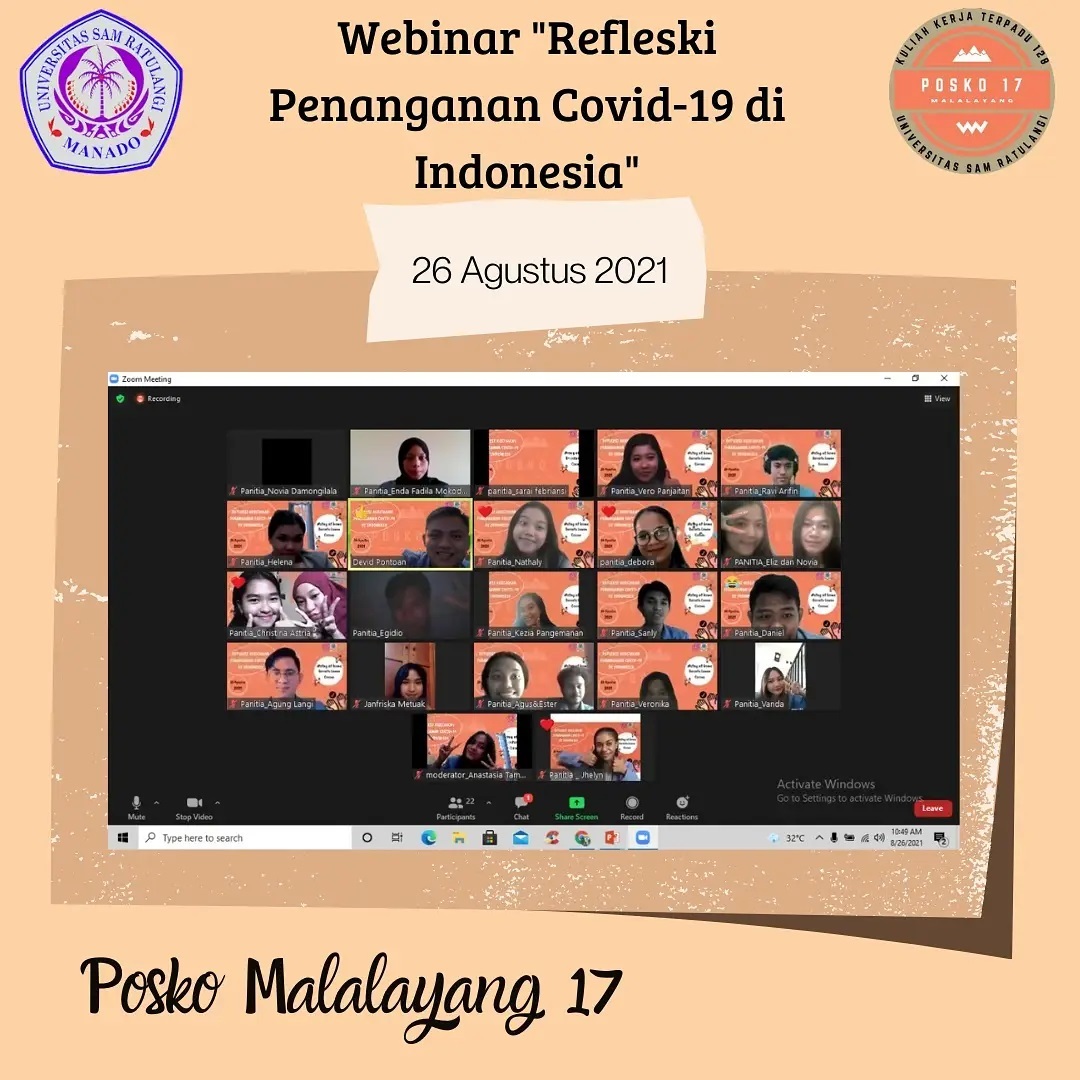 UNIVERSITAS SAM RATULANGI
MANADO
Webinar "Refleski
Penanganan Covid-19 di
Indonesia"
KULIAH KERJA TERPADU 128
POSKO 17
MALALAYANG
UNIVERSITAS SAM RATULANGI
26 Agustus 2021
Zoom Meeting
Recording
View
Panitia_Novia Damongilala
Panitia_Enda Fadila Mokod...
panitia_sarai febriansi
Panitia_Vero Panjaitan
Panitia_Ravi Arifin
Panitia_Helena
Devid Pontoan
Panitia_Nathaly
panitia_debora
PANITIA_Eliz dan Novia
Panitia_Christina Astria
Panitia_Egidio
Panitia_Kezia Pangemanan
Panitia_Sanly
Panitia_Daniel
Panitia_Agung Langi
Janfriska Metuak
Panitia_Agus&Ester
Panitia_Veronika
Panitia_Vanda
moderator_Anastasia Tam...
Panitia _ Jhelyn
Activate Windows
Go to Settings to activate Windows.
Mute
Stop Video
22
Participants
1
Chat
Share Screen
Record
Reactions
Leave
Type here to search
32°C
10:49 AM
8/26/2021
2
Posko Malalayang 17